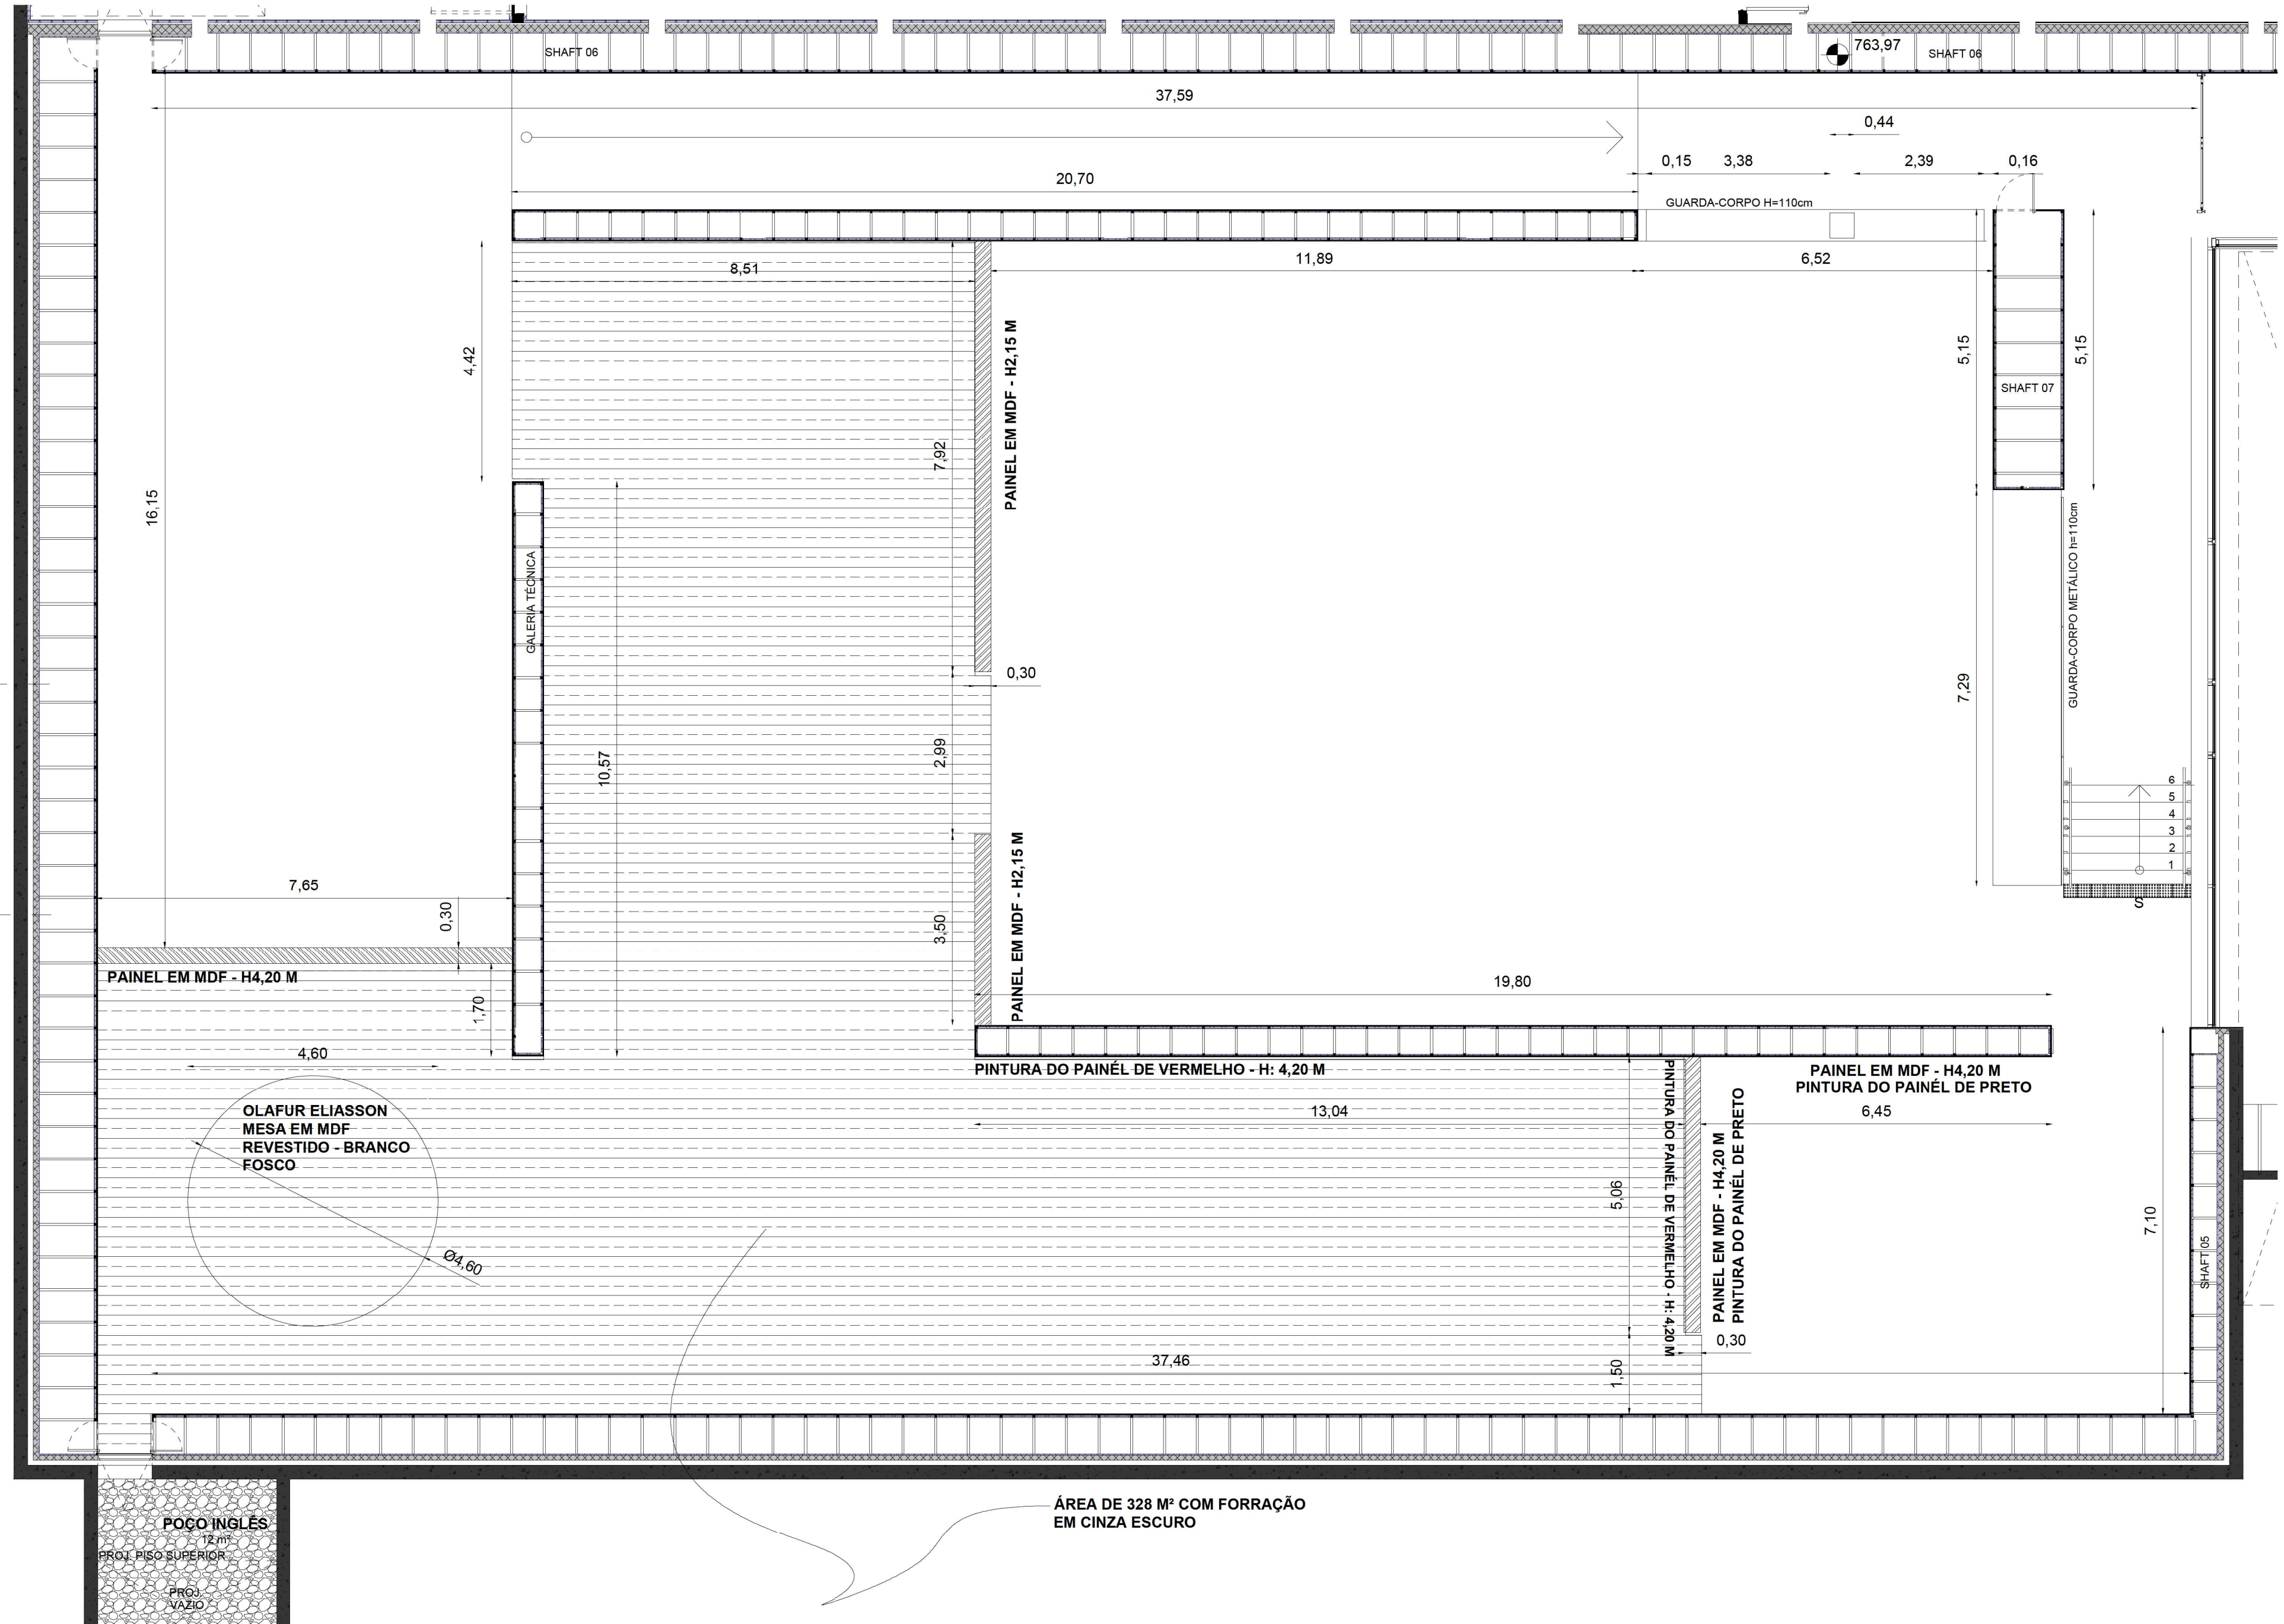 SHAFT 06
763,97
SHAFT 06
37,59
0,44
0,15
3,38
2,39
0,16
20,70
GUARDA-CORPO H=110cm
8,51
11,89
6,52
4,42
PAINEL EM MDF - H2,15 M
5,15
5,15
SHAFT 07
7,92
16,15
GALERIA TÉCNICA
GUARDA-CORPO METÁLICO h=110cm
0,30
7,29
2,99
10,57
6
5
4
3
2
1
S
7,65
0,30
3,50
PAINEL EM MDF - H2,15 M
PAINEL EM MDF - H4,20 M
1,70
19,80
4,60
PINTURA DO PAINÉL DE VERMELHO - H: 4,20 M
PAINEL EM MDF - H4,20 M
PINTURA DO PAINÉL DE PRETO
OLAFUR ELIASSON
MESA EM MDF
REVESTIDO - BRANCO
FOSCO
13,04
6,45
PINTURA DO PAINÉL DE VERMELHO - H: 4,20 M
PAINEL EM MDF - H4,20 M
PINTURA DO PAINÉL DE PRETO
5,06
7,10
SHAFT 05
Ø4,60
0,30
37,46
1,50
ÁREA DE 328 M² COM FORRAÇÃO
EM CINZA ESCURO
POÇO INGLÊS
12 m²
PROJ. PISO SUPERIOR
PROJ.
VAZIO